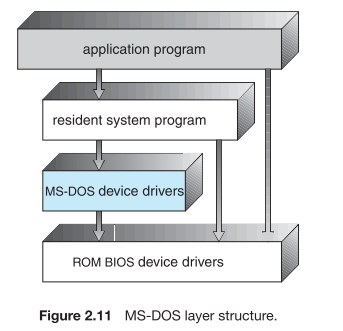 application program
resident system program
MS-DOS device drivers
ROM BIOS device drivers
Figure 2.11 MS-DOS layer structure.